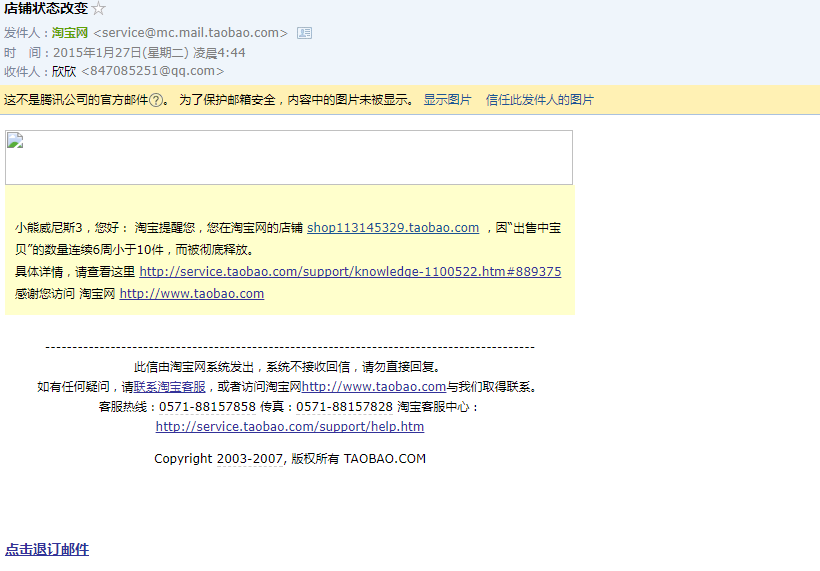 店铺状态改变☆
发件人：淘宝网 <service@mc.mail.taobao.com>
时　间：2015年1月27日(星期二) 凌晨4:44
收件人：欣欣 <847085251@qq.com>
这不是腾讯公司的官方邮件?。 为了保护邮箱安全，内容中的图片未被显示。 显示图片 信任此发件人的图片
小熊威尼斯3，您好： 淘宝提醒您，您在淘宝网的店铺 shop113145329.taobao.com ，因“出售中宝
贝”的数量连续6周小于10件，而被彻底释放。
具体详情，请查看这里 http://service.taobao.com/support/knowledge-1100522.htm#889375
感谢您访问 淘宝网 http://www.taobao.com
--------------------------------------------------------------------------------------------
此信由淘宝网系统发出，系统不接收回信，请勿直接回复。
如有任何疑问，请联系淘宝客服，或者访问淘宝网http://www.taobao.com与我们取得联系。
客服热线：0571-88157858 传真：0571-88157828 淘宝客服中心：
http://service.taobao.com/support/help.htm
Copyright 2003-2007, 版权所有 TAOBAO.COM
点击退订邮件